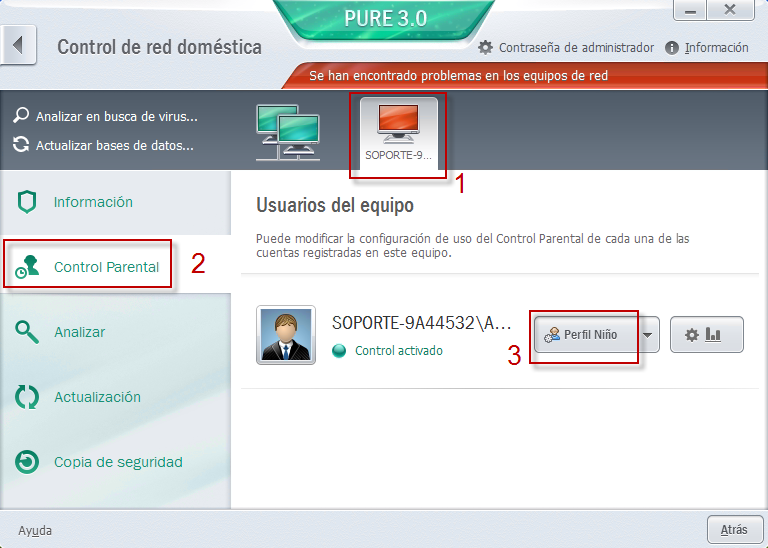 PURE 3.0
Control de red doméstica
Contraseña de administrador
Información
Se han encontrado problemas en los equipos de red
Analizar en busca de virus...
Actualizar bases de datos...
SOPORTE-9...
1
Información
Control Parental
2
Analizar
Actualización
Copia de seguridad
Usuarios del equipo
Puede modificar la configuración de uso del Control Parental de cada una de las
cuentas registradas en este equipo.
SOPORTE-9A44532\A...
Control activado
3
Perfil Niño
Ayuda
Atrás